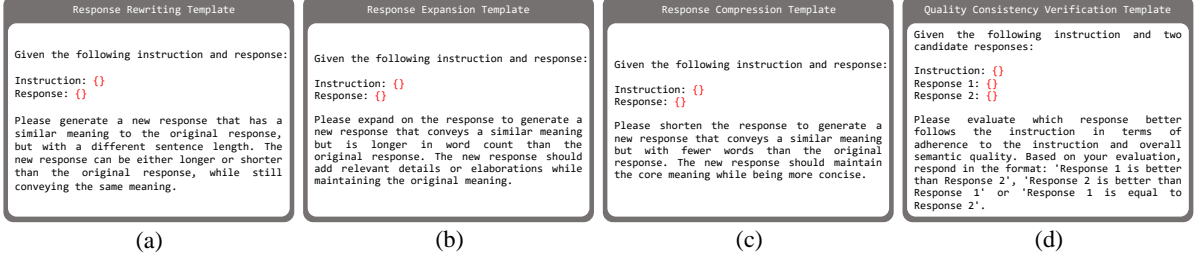 Response Rewriting Template
Given the following instruction and response:
Instruction: {}
Response: {}
Please generate a new response that has a
similar meaning to the original response,
but with a different sentence length. The
new response can be either longer or shorter
than the original response, while still
conveying the same meaning.
(a)
Response Expansion Template
Given the following instruction and response:
Instruction: {}
Response: {}
Please expand on the response to generate a
new response that conveys a similar meaning
but is longer in word count than the
original response. The new response should
add relevant details or elaborations while
maintaining the original meaning.
(b)
Response Compression Template
Given the following instruction and response:
Instruction: {}
Response: {}
Please shorten the response to generate a
new response that conveys a similar meaning
but with fewer words than the original
response. The new response should maintain
the core meaning while being more concise.
(c)
Quality Consistency Verification Template
Given the following instruction and two
candidate responses:
Instruction: {}
Response 1: {}
Response 2: {}
Please evaluate which response better
follows the instruction in terms of
adherence to the instruction and overall
semantic quality. Based on your evaluation,
respond in the format: 'Response 1 is better
than Response 2', 'Response 2 is better than
Response 1' or 'Response 1 is equal to
Response 2'.
(d)